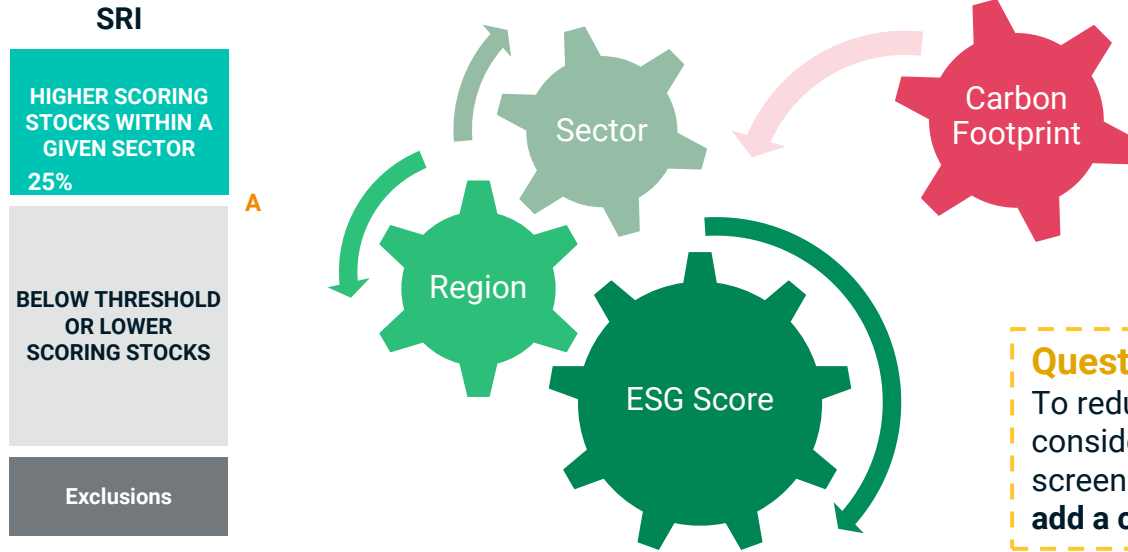 SRI
HIGHER SCORING
STOCKS WITHIN A
GIVEN SECTOR
25%
A
BELOW THRESHOLD
OR LOWER
SCORING STOCKS
Exclusions
Sector
Carbon
Footprint
Region
ESG Score
Quest
To redu
conside
screen
add a c